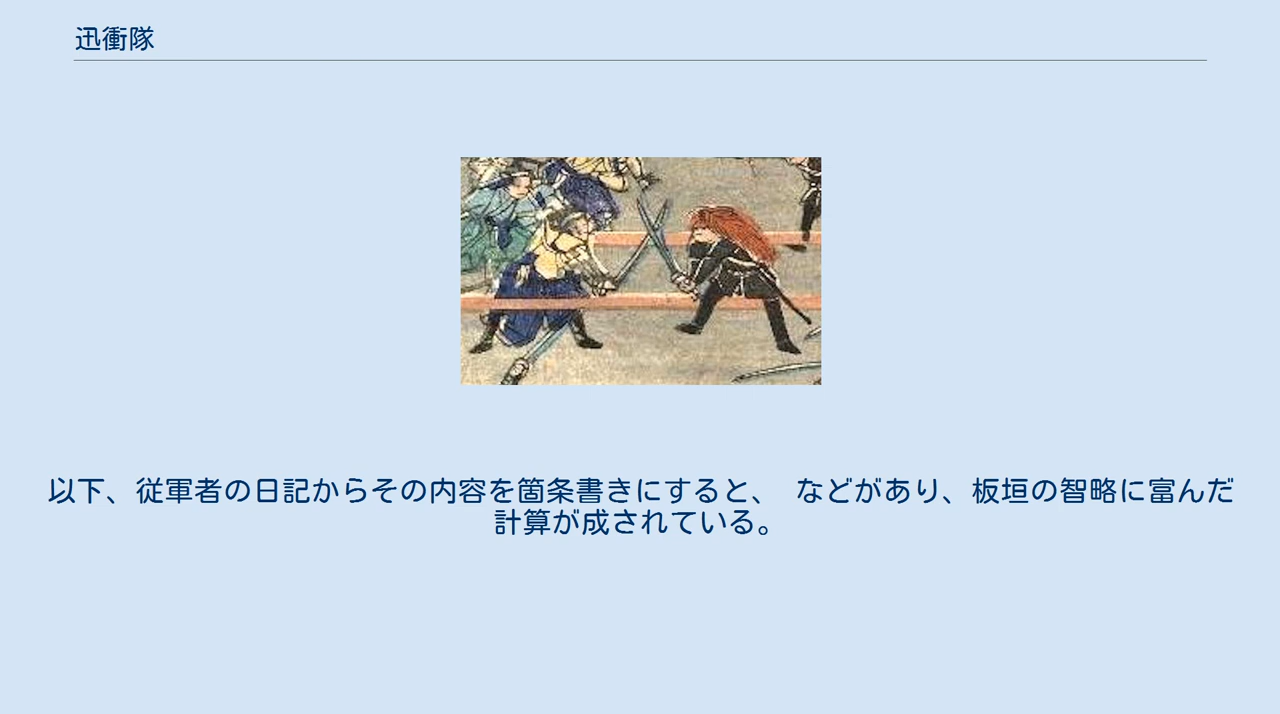 迅衝隊
以下、従軍者の日記からその内容を箇条書きにすると、 などがあり、板垣の智略に富んだ
計算が成されている。